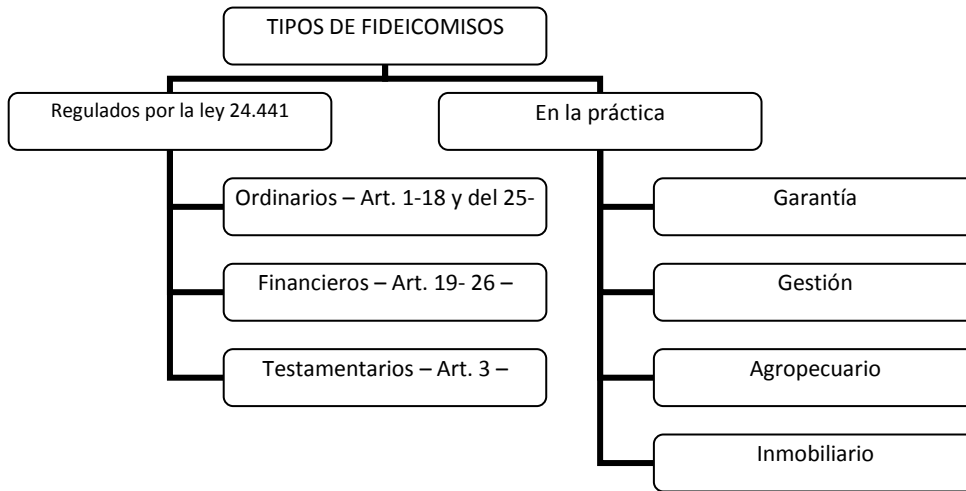 TIPOS DE FIDEICOMISOS
Regulados por la ley 24.441
En la práctica
Ordinarios – Art. 1-18 y del 25-
Financieros – Art. 19- 26 –
Testamentarios – Art. 3 –
Garantía
Gestión
Agropecuario
Inmobiliario